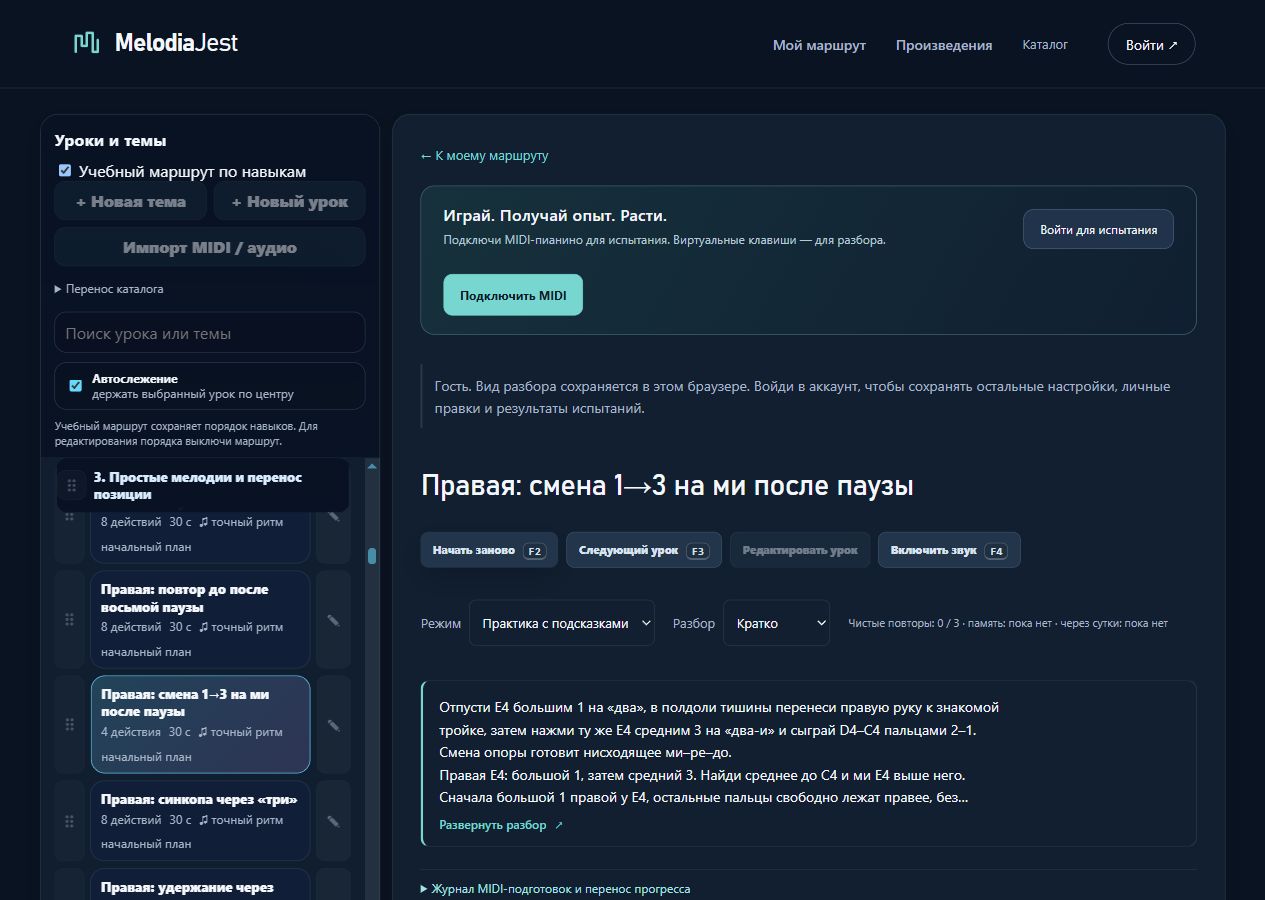 MelodiaJest
Мой маршрут
Произведения
Каталог
Войти ↗
Уроки и темы
Учебный маршрут по навыкам
+ Новая тема
+ Новый урок
Импорт MIDI / аудио
▶ Перенос каталога
Поиск урока или темы
Автослежение
держать выбранный урок по центру
Учебный маршрут сохраняет порядок навыков. Для
редактирования порядка выключи маршрут.
3. Простые мелодии и перенос
позиции
8 действий 30 с ♫ точный ритм
начальный план
Правая: повтор до после
восьмой паузы
8 действий 30 с ♫ точный ритм
начальный план
Правая: смена 1→3 на ми
после паузы
4 действия 30 с ♫ точный ритм
начальный план
Правая: синкопа через «три»
8 действий 30 с ♫ точный ритм
начальный план
Правая: удержание через
← К моему маршруту
Играй. Получай опыт. Расти.
Подключи MIDI-пианино для испытания. Виртуальные клавиши — для разбора.
Войти для испытания
Подключить MIDI
Гость. Вид разбора сохраняется в этом браузере. Войди в аккаунт, чтобы сохранять остальные настройки, личные
правки и результаты испытаний.
Правая: смена 1→3 на ми после паузы
Начать заново F2
Следующий урок F3
Редактировать урок
Включить звук F4
Режим
Практика с подсказками
Разбор
Кратко
Чистые повторы: 0 / 3 · память: пока нет · через сутки: пока нет
Отпусти E4 большим 1 на «два», в полдоли тишины перенеси правую руку к знакомой
тройке, затем нажми ту же E4 средним 3 на «два-и» и сыграй D4–C4 пальцами 2–1.
Смена опоры готовит нисходящее ми–ре–до.
Правая E4: большой 1, затем средний 3. Найди среднее до C4 и ми E4 выше него.
Сначала большой 1 правой у E4, остальные пальцы свободно лежат правее, без...
Развернуть разбор ↗
▶ Журнал MIDI-подготовок и перенос прогресса